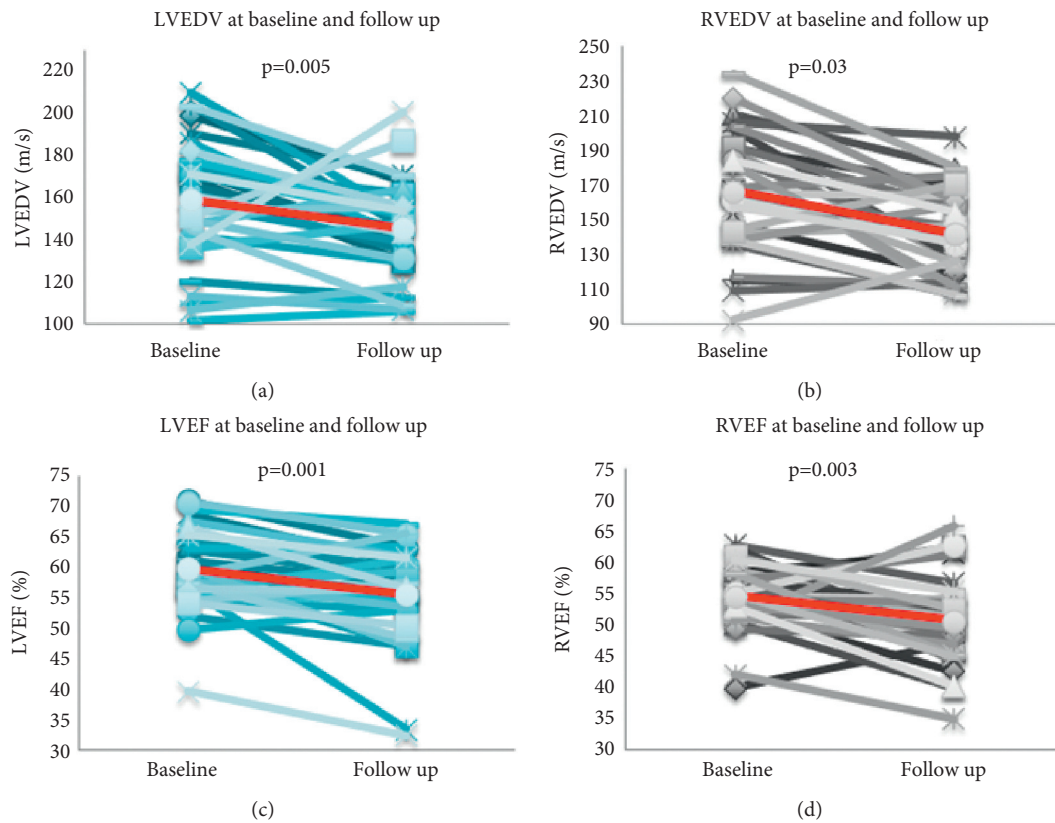 LVEDV at baseline and follow up
p=0.005
LVEDV (m/s)
220
200
180
160
140
120
100
Baseline Follow up
(a)
RVEDV at baseline and follow up
p=0.03
RVEDV (m/s)
250
230
210
190
170
150
130
110
90
Baseline Follow up
(b)
LVEF at baseline and follow up
p=0.001
LVEF (%)
75
70
65
60
55
50
45
40
35
30
Baseline Follow up
(c)
RVEF at baseline and follow up
p=0.003
RVEF (%)
75
70
65
60
55
50
45
40
35
30
Baseline Follow up
(d)